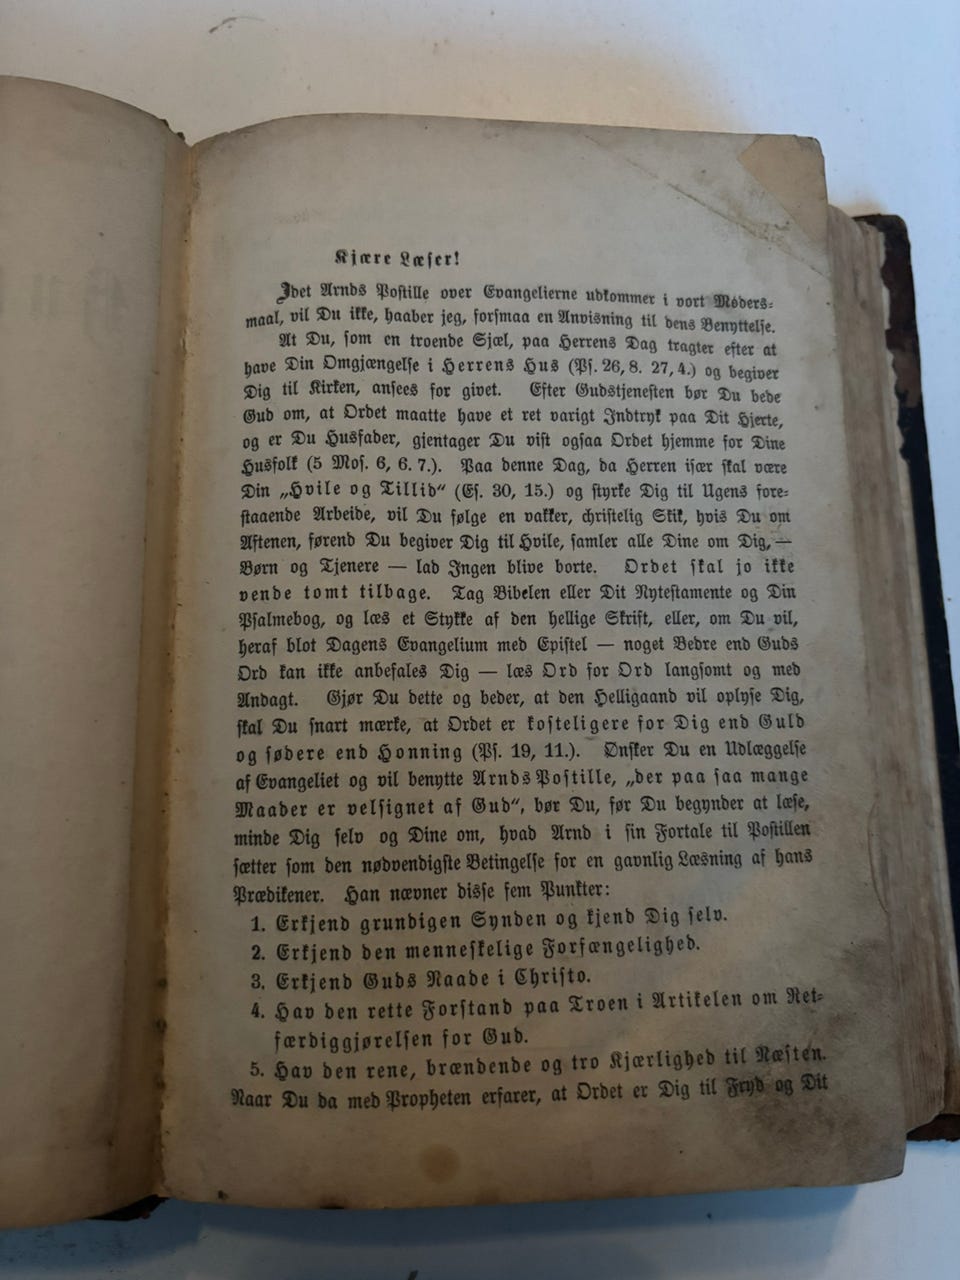 Kjære Læser!
Idet Arnds Postille over Evangelierne udkommer i vort Møders-
maal, vil Du ikke, haaber jeg, forsmaa en Anvisning til dens Benyttelse.
At Du, som en troende Sjæl, paa Herrens Dag tragter efter at
have Din Omgjængelse i Herrens Hus (Ps. 26, 8. 27, 4.) og begiver
Dig til Kirken, ansees for givet. Efter Gudstjenesten bør Du bede
Gud om, at Ordet maatte have et ret varigt Indtryk paa Dit Hjerte,
og er Du Husfader, gjentager Du vist ogsaa Ordet hjemme for Dine
Husfolk (5 Mos. 6, 6. 7.). Paa denne Dag, da Herren især skal være
Din „Hvile og Tillid“ (Es. 30, 15.) og styrke Dig til Ugens fore-
staaende Arbeide, vil Du følge en vakker, christelig Skik, hvis Du om
Aftenen, førend Du begiver Dig til Hvile, samler alle Dine om Dig, —
Børn og Tjenere — lad Ingen blive borte. Ordet skal jo ikke
vende tomt tilbage. Tag Bibelen eller Dit Nytestamente og Din
Psalmebog, og læs et Stykke af den hellige Skrift, eller, om Du vil,
heraf blot Dagens Evangelium med Epistel — noget Bedre end Guds
Ord kan ikke anbefales Dig — læs Ord for Ord langsomt og med
Andagt. Gjør Du dette og beder, at den Helligaand vil oplyse Dig,
skal Du snart mærke, at Ordet er kosteligere for Dig end Guld
og sødere end Honning (Ps. 19, 11.). Ønsker Du en Udlæggelse
af Evangeliet og vil benytte Arnds Postille, „der paa saa mange
Maader er velsignet af Gud“, bør Du, før Du begynder at læse,
minde Dig selv og Dine om, hvad Arnd i sin Fortale til Postillen
sætter som den nødvendigste Betingelse for en gavnlig Læsning af hans
Prædikener. Han nævner disse fem Punkter:
1. Erkjend grundigen Synden og kjend Dig selv.
2. Erkjend den menneskelige Forfængelighed.
3. Erkjend Guds Naade i Christo.
4. Hav den rette Forstand paa Troen i Artikelen om Ret-
færdiggjørelsen for Gud.
5. Hav den rene, brændende og tro Kjærlighed til Næsten.
Naar Du da med Propheten erfarer, at Ordet er Dig til Fryd og Dit